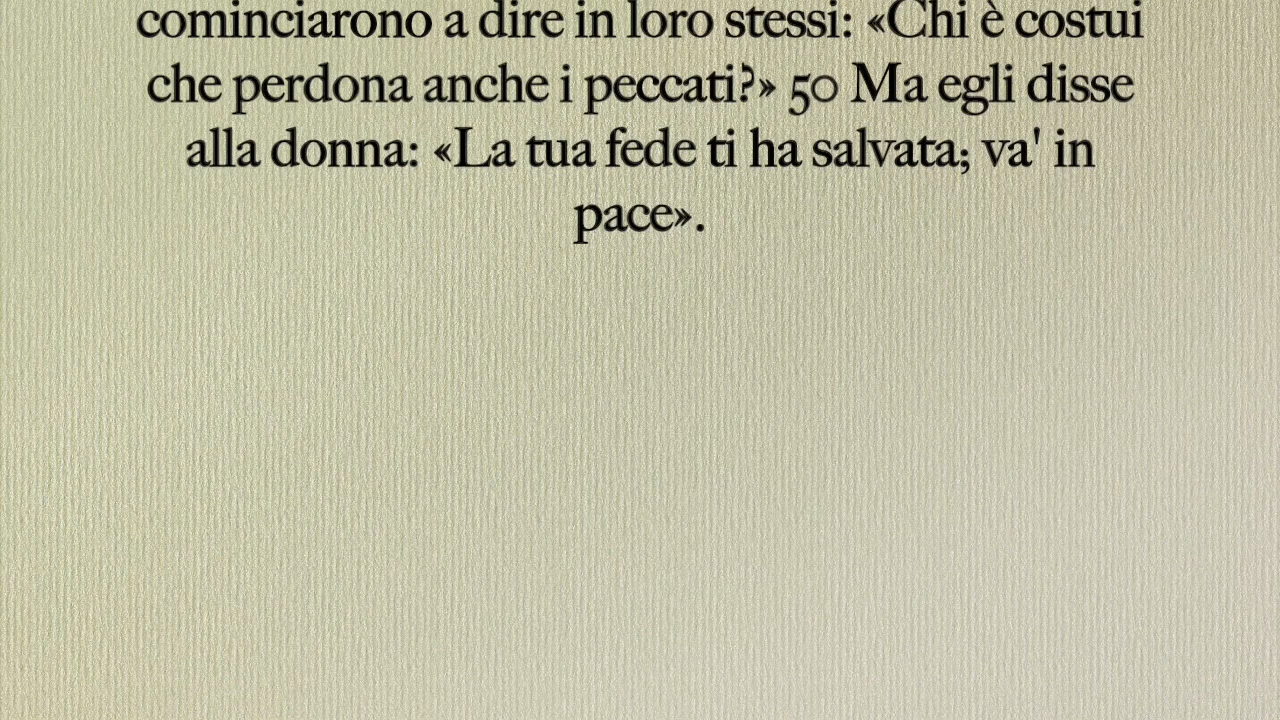 cominciarono a dire in loro stessi: «Chi è costui
che perdona anche i peccati?» 50 Ma egli disse
alla donna: «La tua fede ti ha salvata; va' in
pace».